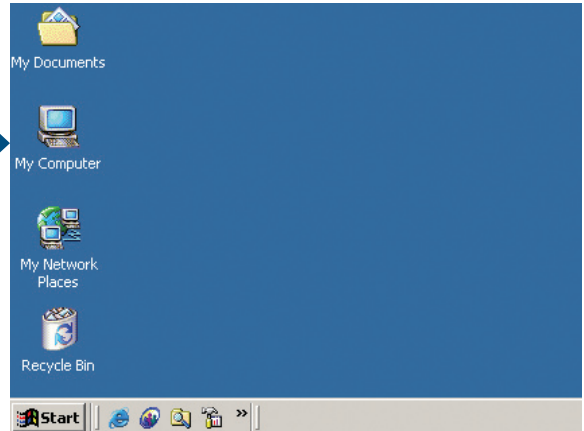 My Documents
My Computer
My Network
Places
Recycle Bin
Start
»